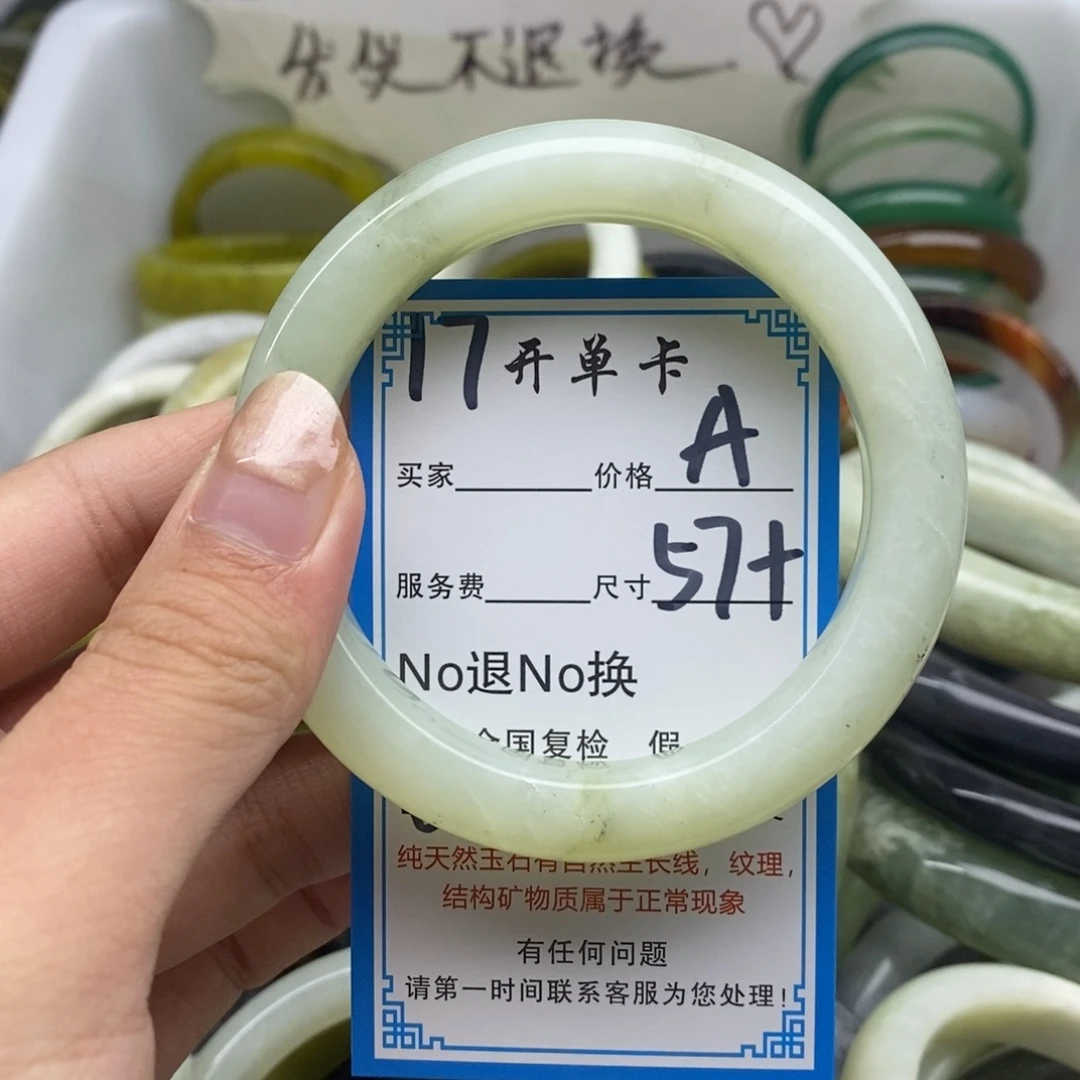 不退换
17 开单卡
买家 价格 A
服务费 尺寸 57+
No退No换
全国复检 假
纯天然玉石有自然生长线，纹理，
结构矿物质属于正常现象
有任何问题
请第一时间联系客服为您处理！